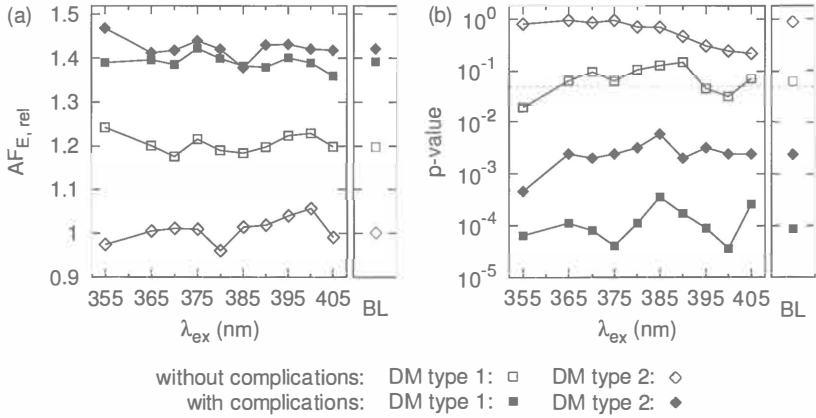 (a)
AF_E, rel
1.5
1.4
1.3
1.2
1.1
1
0.9
355 365 375 385 395 405
BL
λ_ex (nm)
(b)
p-value
10^0
10^-1
10^-2
10^-3
10^-4
10^-5
355 365 375 385 395 405
BL
λ_ex (nm)
without complications: DM type 1: DM type 2:
with complications: DM type 1: DM type 2: